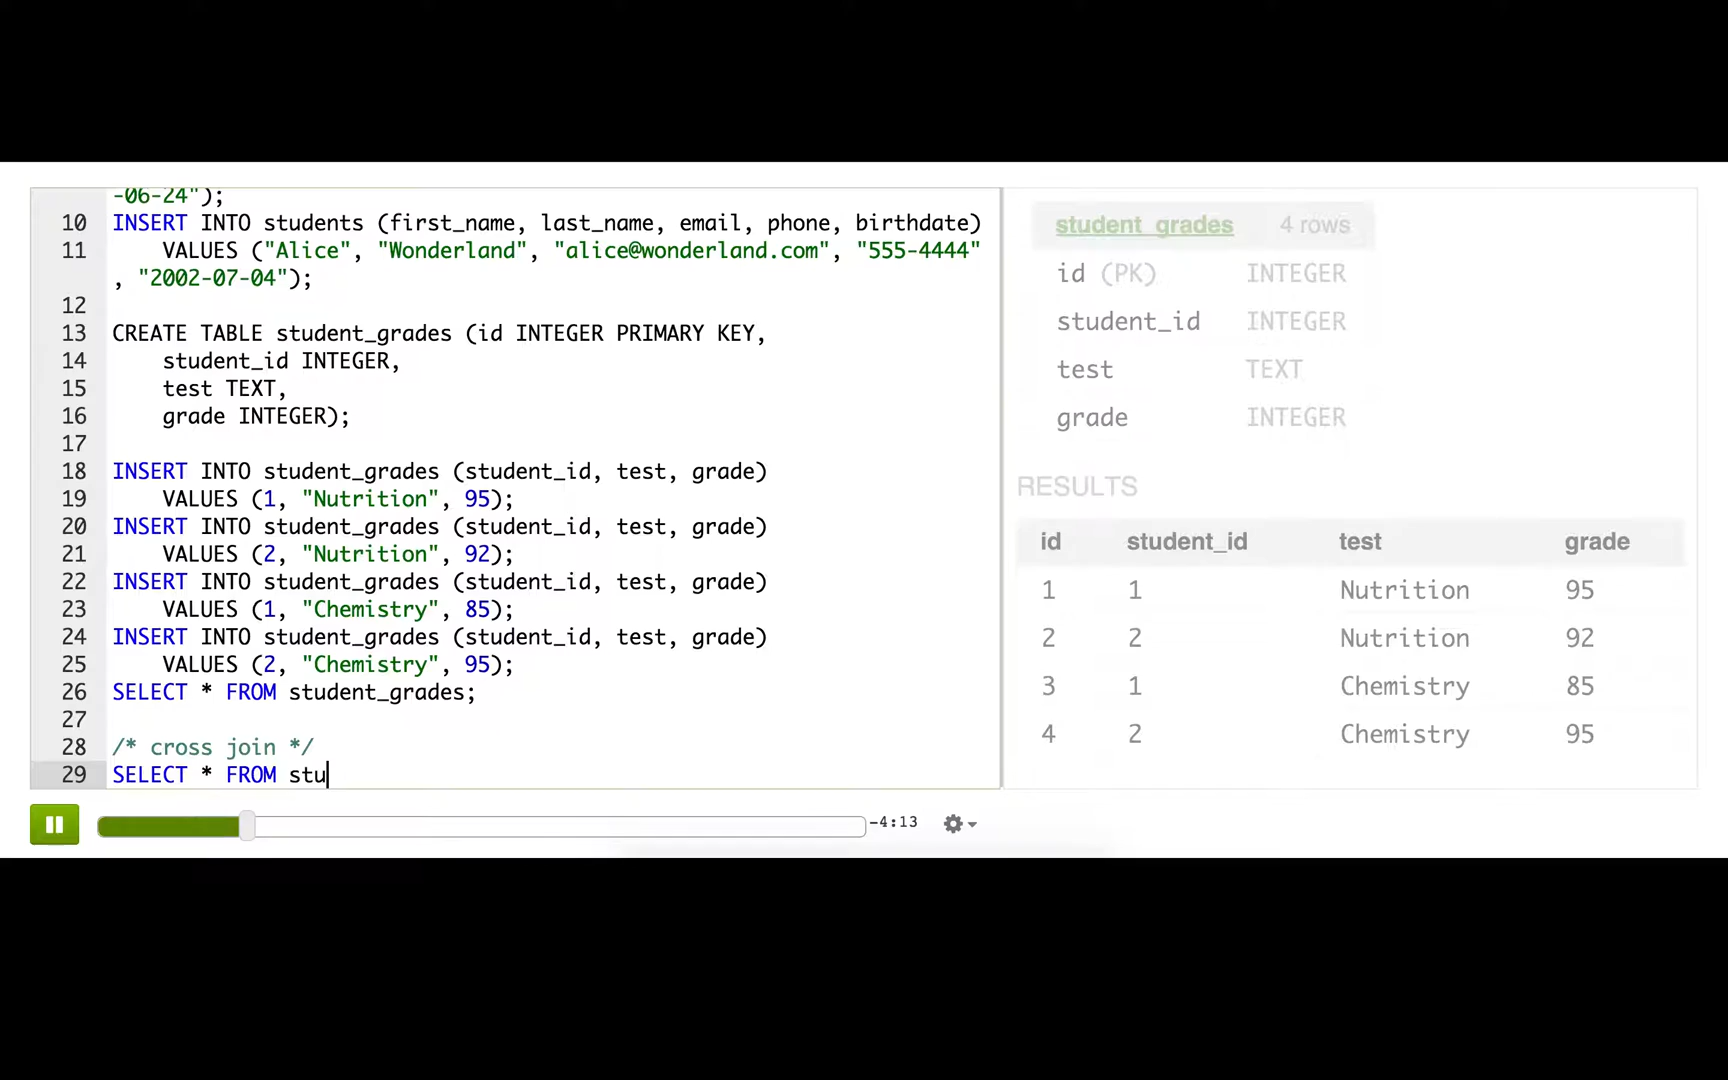 -06-24");
10 INSERT INTO students (first_name, last_name, email, phone, birthdate)
11 VALUES ("Alice", "Wonderland", "alice@wonderland.com", "555-4444"
, "2002-07-04");
12
13 CREATE TABLE student_grades (id INTEGER PRIMARY KEY,
14 student_id INTEGER,
15 test TEXT,
16 grade INTEGER);
17
18 INSERT INTO student_grades (student_id, test, grade)
19 VALUES (1, "Nutrition", 95);
20 INSERT INTO student_grades (student_id, test, grade)
21 VALUES (2, "Nutrition", 92);
22 INSERT INTO student_grades (student_id, test, grade)
23 VALUES (1, "Chemistry", 85);
24 INSERT INTO student_grades (student_id, test, grade)
25 VALUES (2, "Chemistry", 95);
26 SELECT * FROM student_grades;
27
28 /* cross join */
29 SELECT * FROM stu
-4:13
student_grades 4 rows
id (PK) INTEGER
student_id INTEGER
test TEXT
grade INTEGER
RESULTS
id student_id test grade
1 1 Nutrition 95
2 2 Nutrition 92
3 1 Chemistry 85
4 2 Chemistry 95